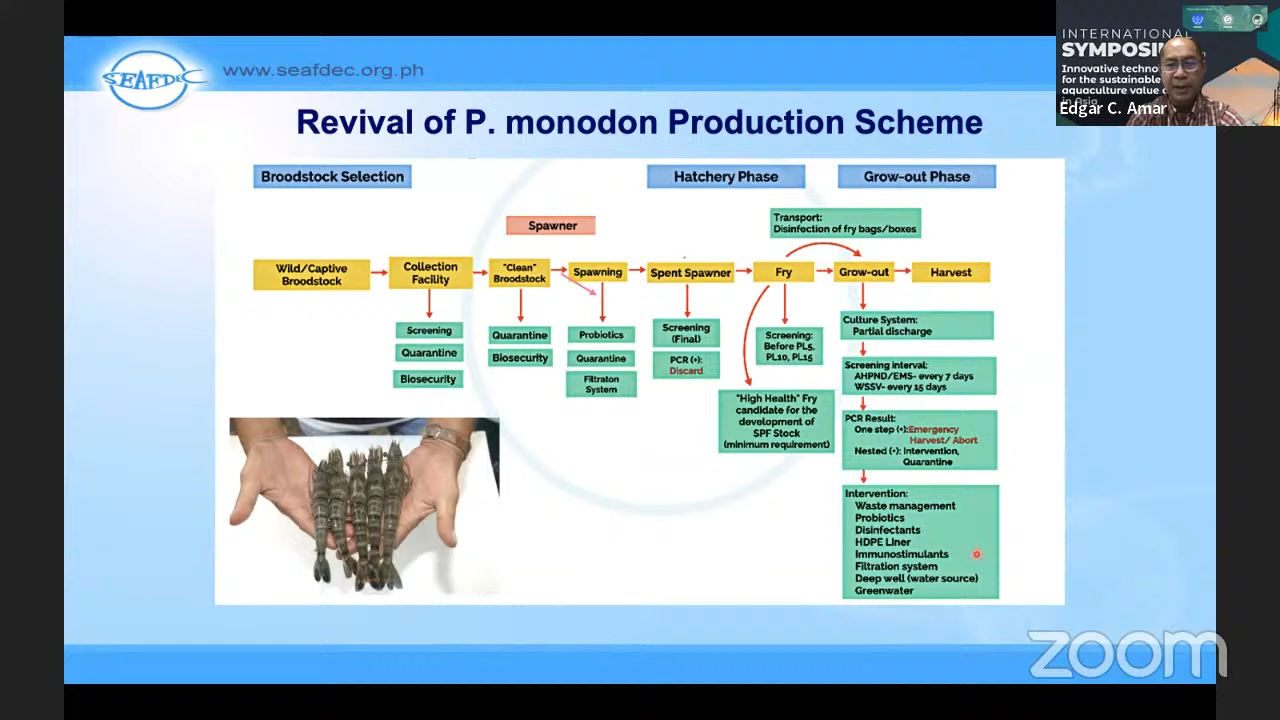 SEAFDEC
www.seafdec.org.ph
INTERNATIONAL
Innovative
for the sustainable
aquaculture value
in Asia
Edgar C. Amar
Revival of P. monodon Production Scheme
Broodstock Selection
Hatchery Phase
Grow-out Phase
Spawner
Transport:
Disinfection of fry bags/boxes
Wild/Captive
Broodstock
Collection
Facility
"Clean"
Broodstock
Spawning
Spent Spawner
Fry
Grow-out
Harvest
Screening
Quarantine
Biosecurity
Quarantine
Biosecurity
Probiotics
Quarantine
Filtraton
System
Screening
(Final)
PCR (+):
Discard
Screening:
Before PL5,
PL10, PL15
"High Health" Fry
candidate for the
development of
SPF Stock
(minimum requirement)
Culture System:
Partial discharge
Screening interval:
AHPND/EMS- every 7 days
WSSV- every 15 days
PCR Result:
One step (+):Emergency
Harvest/ Abort
Nested (+): Intervention,
Quarantine
Intervention:
Waste management
Probiotics
Disinfectants
HDPE Liner
Immunostimulants
Filtration system
Deep well (water source)
Greenwater
zoom